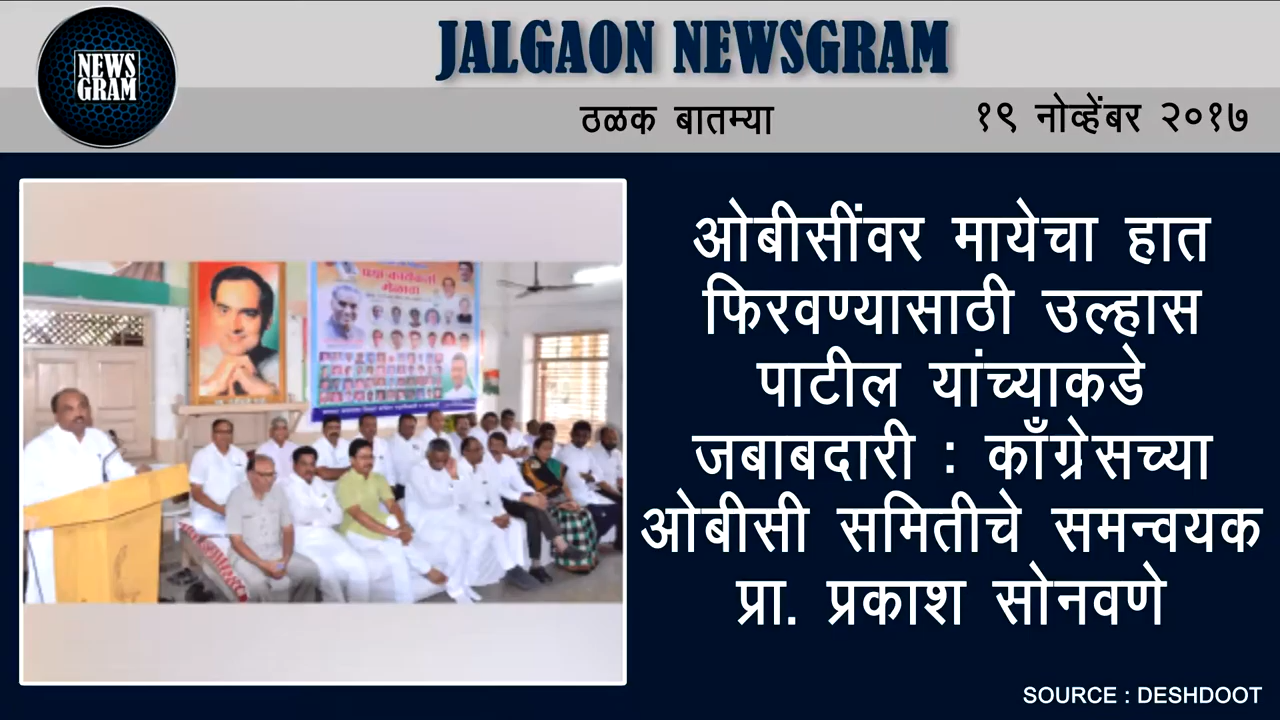 NEWS
GRAM
JALGAON NEWSGRAM
ठळक बातम्या
१९ नोव्हेंबर २०१७
ओबीसींवर मायेचा हात
फिरवण्यासाठी उल्हास
पाटील यांच्याकडे
जबाबदारी : काँग्रेसच्या
ओबीसी समितीचे समन्वयक
प्रा. प्रकाश सोनवणे
मेळावा
SOURCE : DESHDOOT